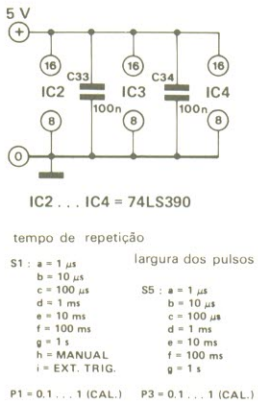 5 V
+
16
C33
16
C34
16
IC2
IC3
IC4
100n
100n
8
8
8
0
IC2 . . . IC4 = 74LS390
tempo de repetição
S1 : a = 1 µs
b = 10 µs
c = 100 µs
d = 1 ms
e = 10 ms
f = 100 ms
g = 1 s
h = MANUAL
i = EXT. TRIG.
P1 = 0.1 . . . 1 (CAL.)
largura dos pulsos
S5 : a = 1 µs
b = 10 µs
c = 100 µs
d = 1 ms
e = 10 ms
f = 100 ms
g = 1 s
P3 = 0.1 . . . 1 (CAL.)